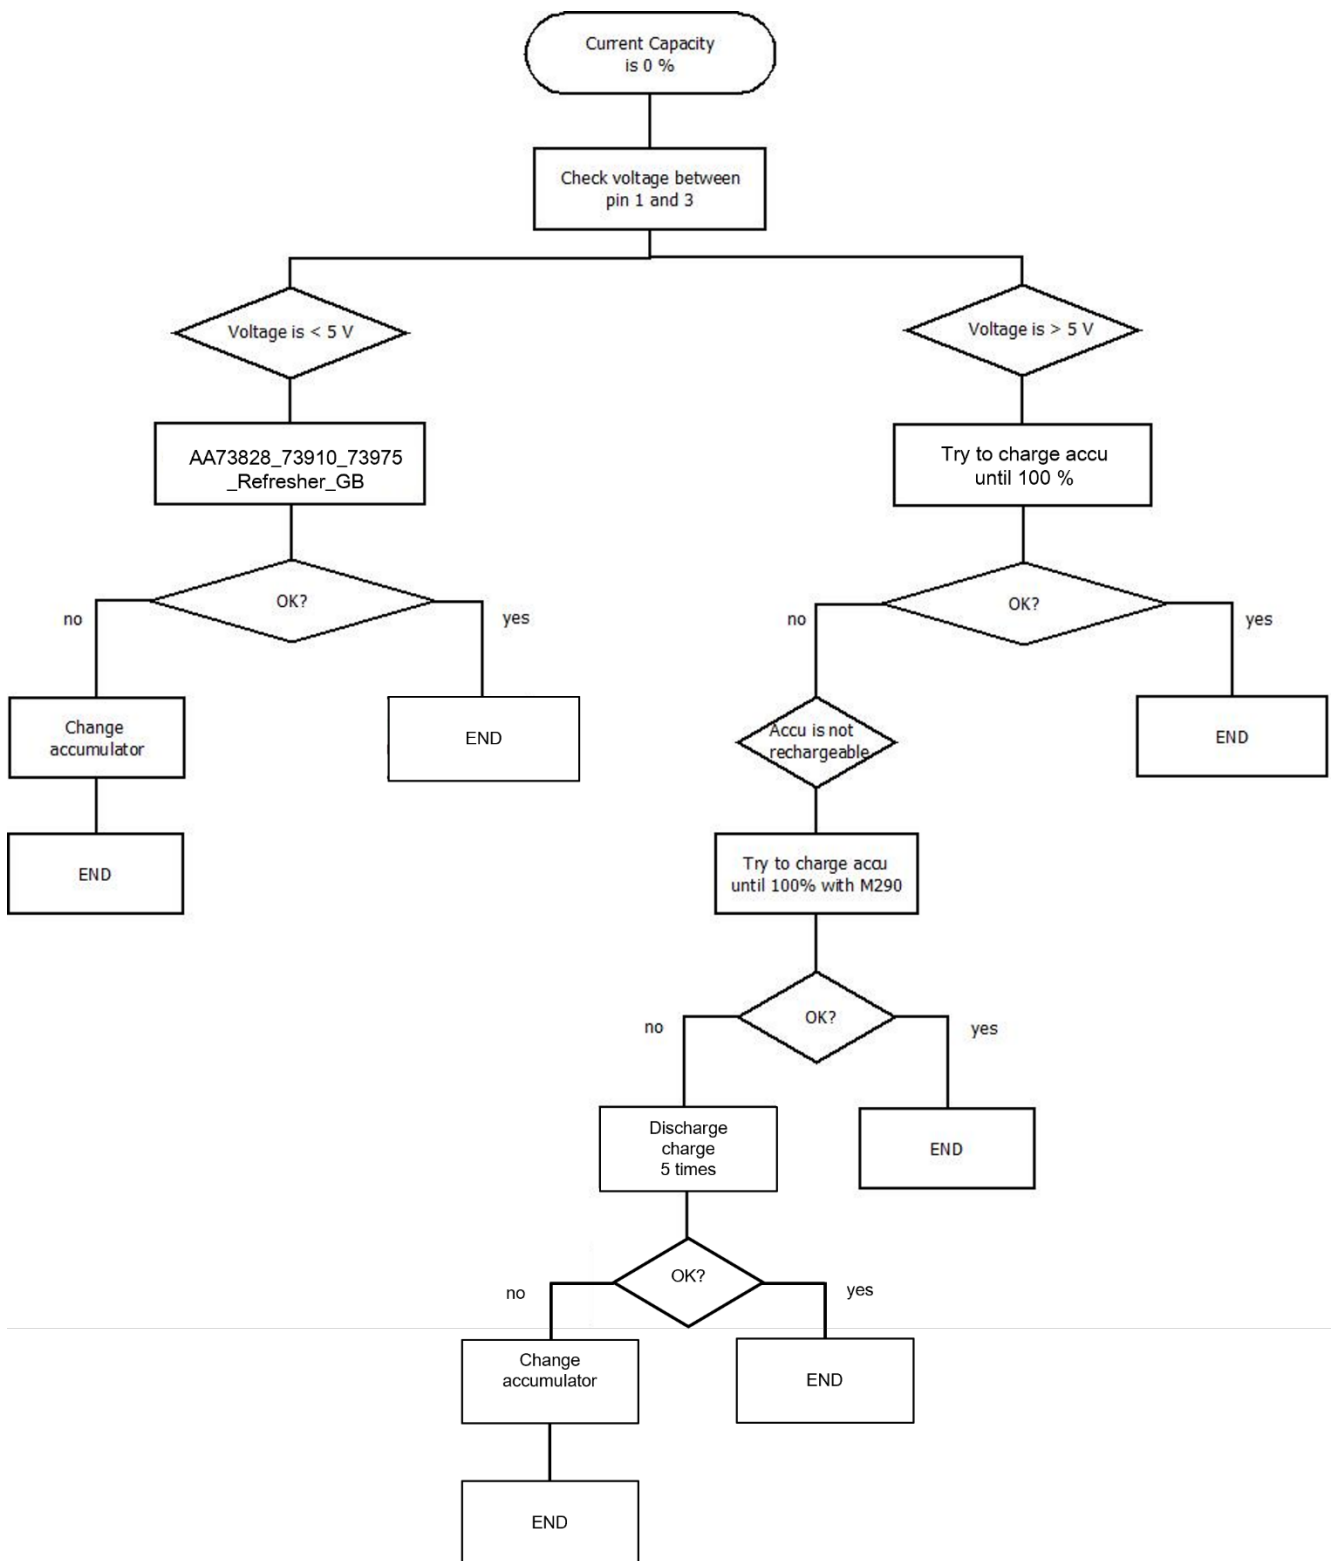 Current Capacity
is 0 %
Check voltage between
pin 1 and 3
Voltage is < 5 V
Voltage is > 5 V
AA73828_73910_73975
_Refresher_GB
Try to charge accu
until 100 %
OK?
no
yes
OK?
no
yes
Change
accumulator
END
Accu is not
rechargeable
END
END
Try to charge accu
until 100% with M290
OK?
no
yes
Discharge
charge
5 times
END
OK?
no
yes
Change
accumulator
END
END